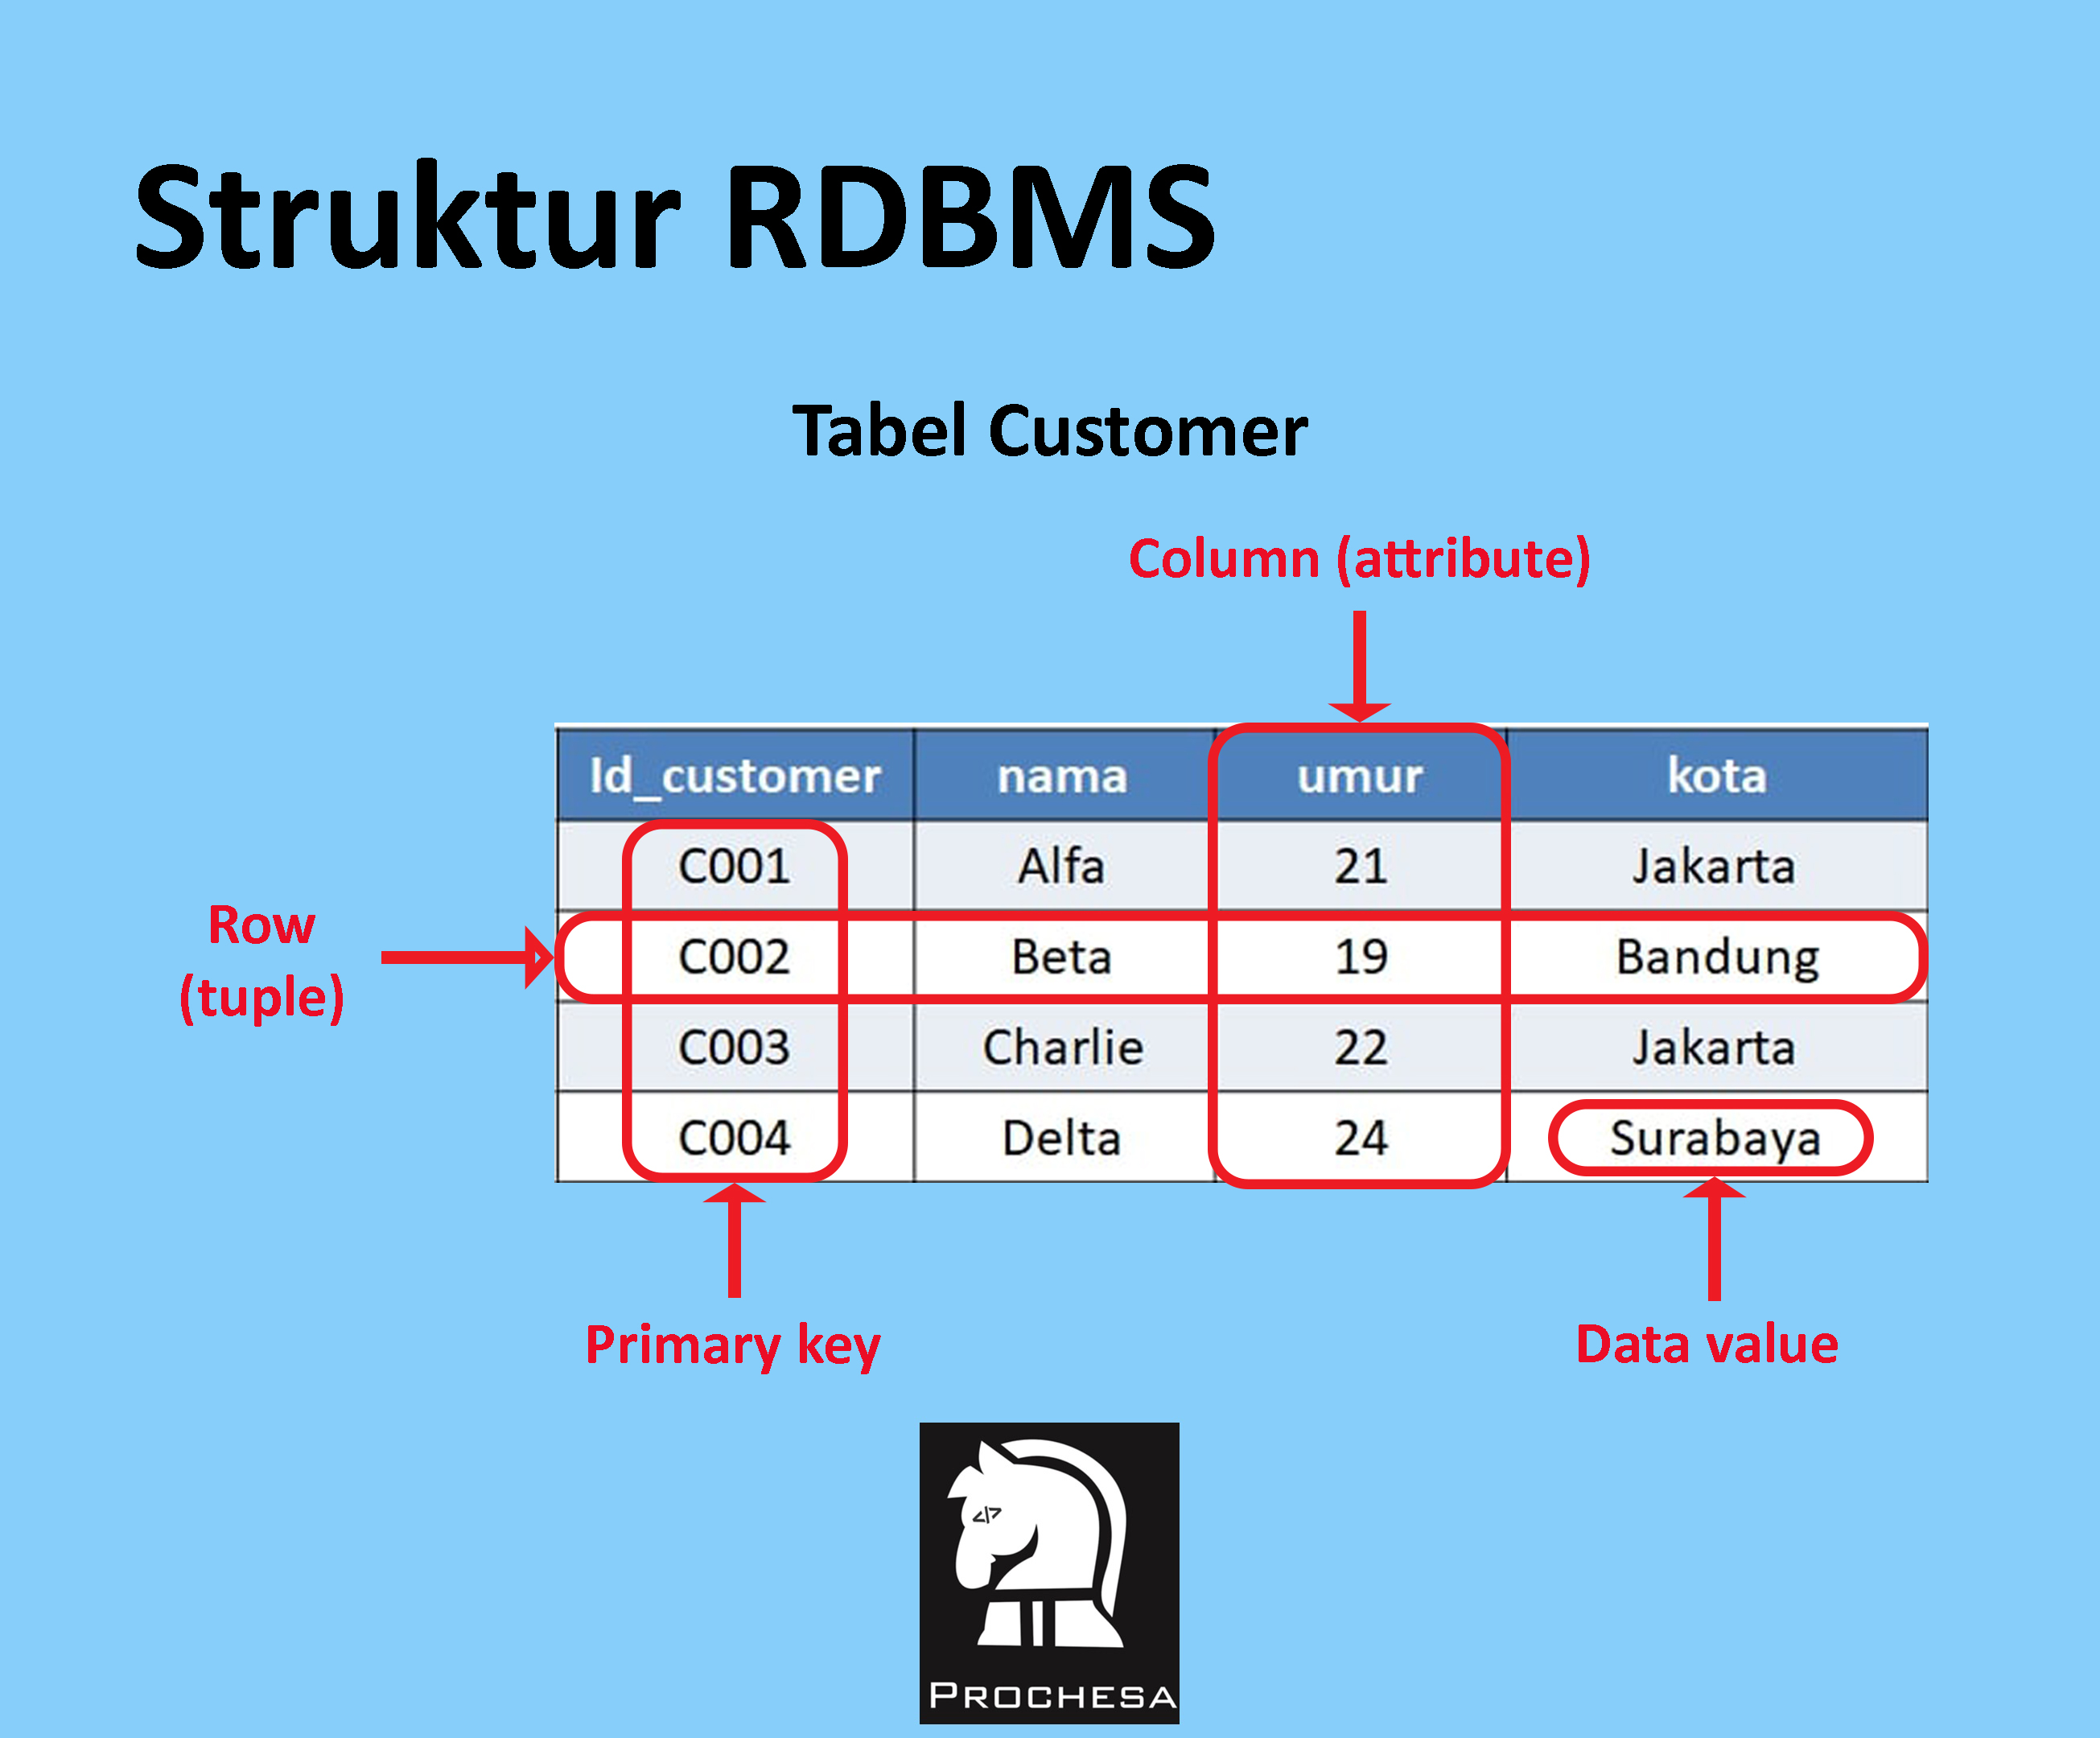 Struktur RDBMS
Tabel Customer
Column (attribute)
Id_customer nama umur kota
C001 Alfa 21 Jakarta
Row
(tuple)
C002 Beta 19 Bandung
C003 Charlie 22 Jakarta
C004 Delta 24 Surabaya
Primary key
Data value
</>
PROCHESA